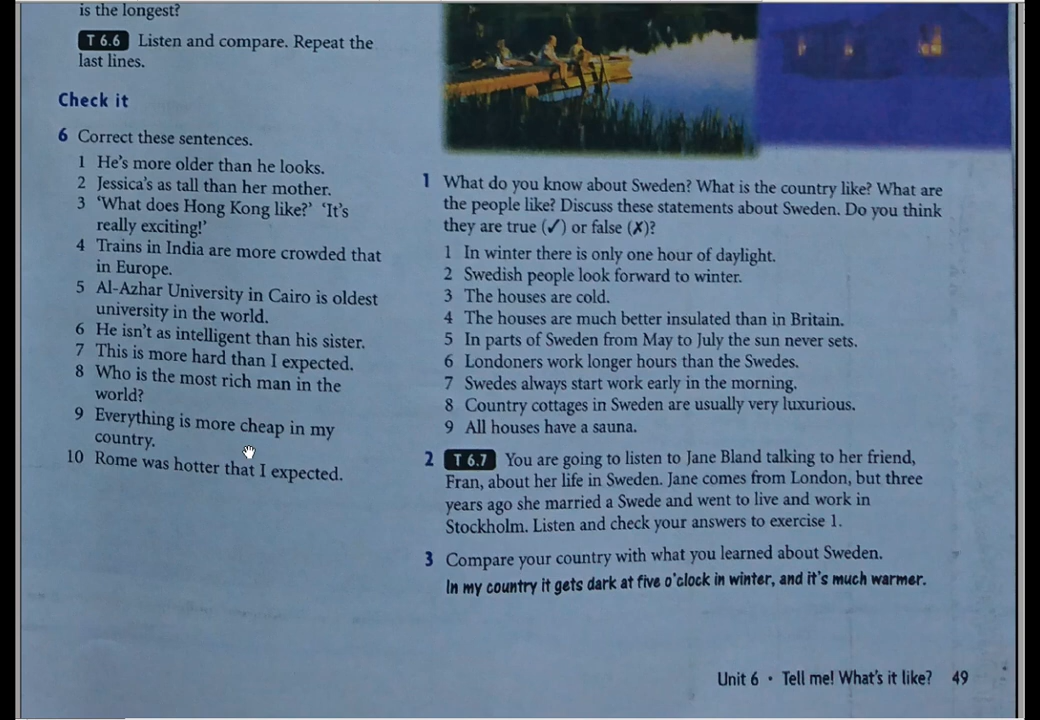 is the longest?
T 6.6 Listen and compare. Repeat the
last lines.
Check it
6 Correct these sentences.
1 He's more older than he looks.
2 Jessica's as tall than her mother.
3 'What does Hong Kong like?' 'It's
really exciting!'
4 Trains in India are more crowded that
in Europe.
5 Al-Azhar University in Cairo is oldest
university in the world.
6 He isn't as intelligent than his sister.
7 This is more hard than I expected.
8 Who is the most rich man in the
world?
9 Everything is more cheap in my
country.
10 Rome was hotter that I expected.
1 What do you know about Sweden? What is the country like? What are
the people like? Discuss these statements about Sweden. Do you think
they are true (✓) or false (✗)?
1 In winter there is only one hour of daylight.
2 Swedish people look forward to winter.
3 The houses are cold.
4 The houses are much better insulated than in Britain.
5 In parts of Sweden from May to July the sun never sets.
6 Londoners work longer hours than the Swedes.
7 Swedes always start work early in the morning.
8 Country cottages in Sweden are usually very luxurious.
9 All houses have a sauna.
2 T 6.7 You are going to listen to Jane Bland talking to her friend,
Fran, about her life in Sweden. Jane comes from London, but three
years ago she married a Swede and went to live and work in
Stockholm. Listen and check your answers to exercise 1.
3 Compare your country with what you learned about Sweden.
In my country it gets dark at five o'clock in winter, and it's much warmer.
Unit 6 • Tell me! What's it like? 49